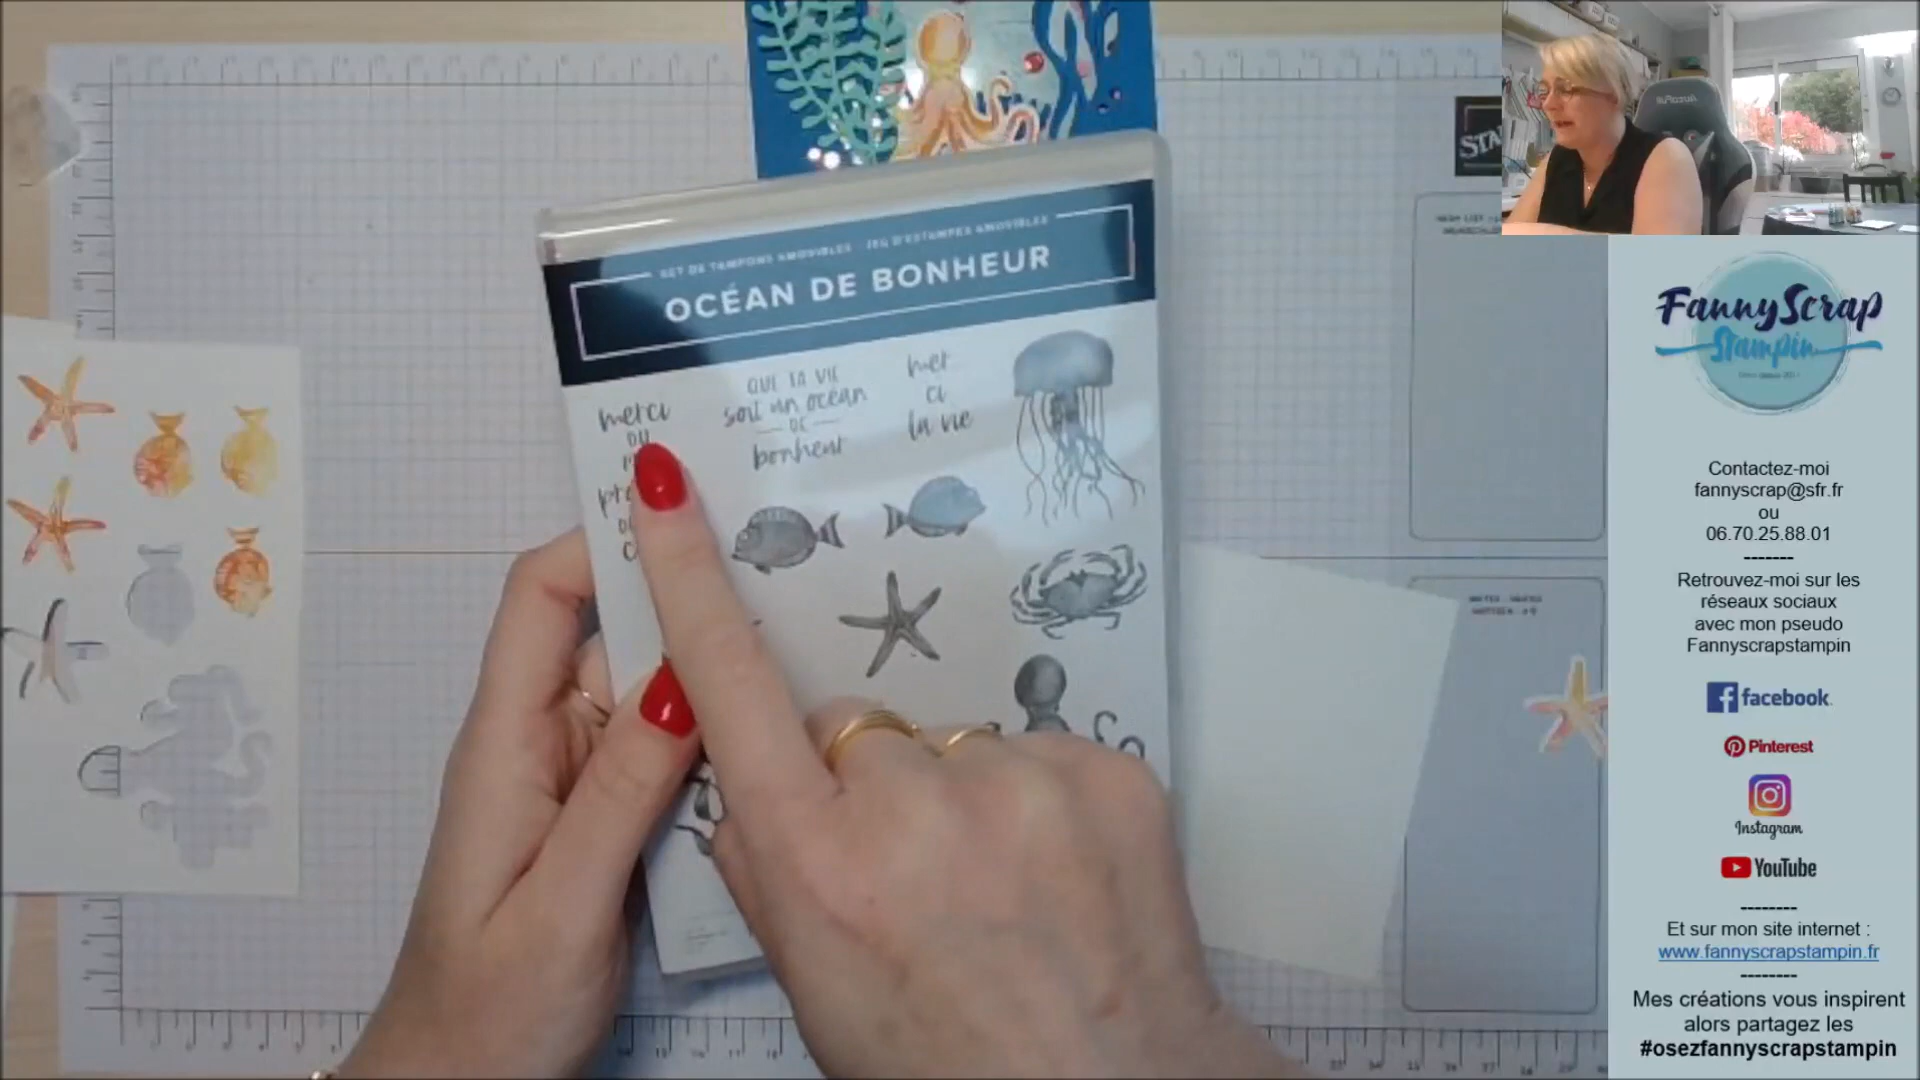 SET DE TAMPONS AMOVIBLES · JEU D'ESTAMPES AMOVIBLES
OCÉAN DE BONHEUR
merci
DU
QUE TA VIE
soit un océan
DE
bonheur
mer
ci
la vie
FannyScrap
Stampin
Contactez-moi
fannyscrap@sfr.fr
ou
06.70.25.88.01
-------
Retrouvez-moi sur les
réseaux sociaux
avec mon pseudo
Fannyscrapstampin
facebook.
Pinterest
Instagram
YouTube
--------
Et sur mon site internet :
www.fannyscrapstampin.fr
--------
Mes créations vous inspirent
alors partagez les
#osezfannyscrapstampin